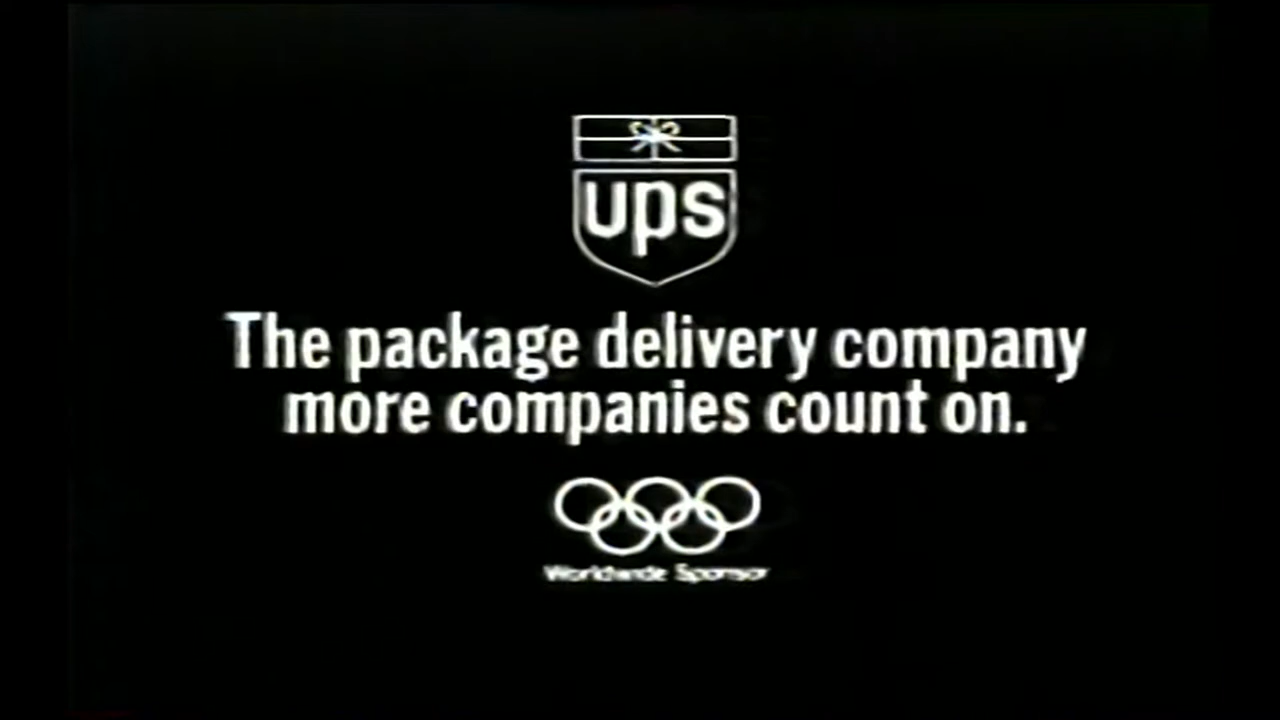 ups
The package delivery company
more companies count on.
Worldwide Sponsor